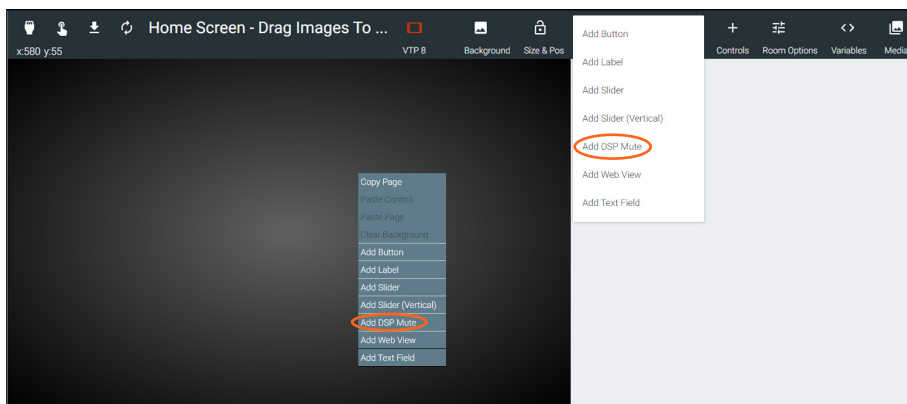 Home Screen - Drag Images To ...
x:580 y:55
VTP 8
Background
Size & Pos
Controls
Room Options
Variables
Media
Add Button
Add Label
Add Slider
Add Slider (Vertical)
Add DSP Mute
Add Web View
Add Text Field
Copy Page
Paste Control
Paste Page
Clear Background
Add Button
Add Label
Add Slider
Add Slider (Vertical)
Add DSP Mute
Add Web View
Add Text Field